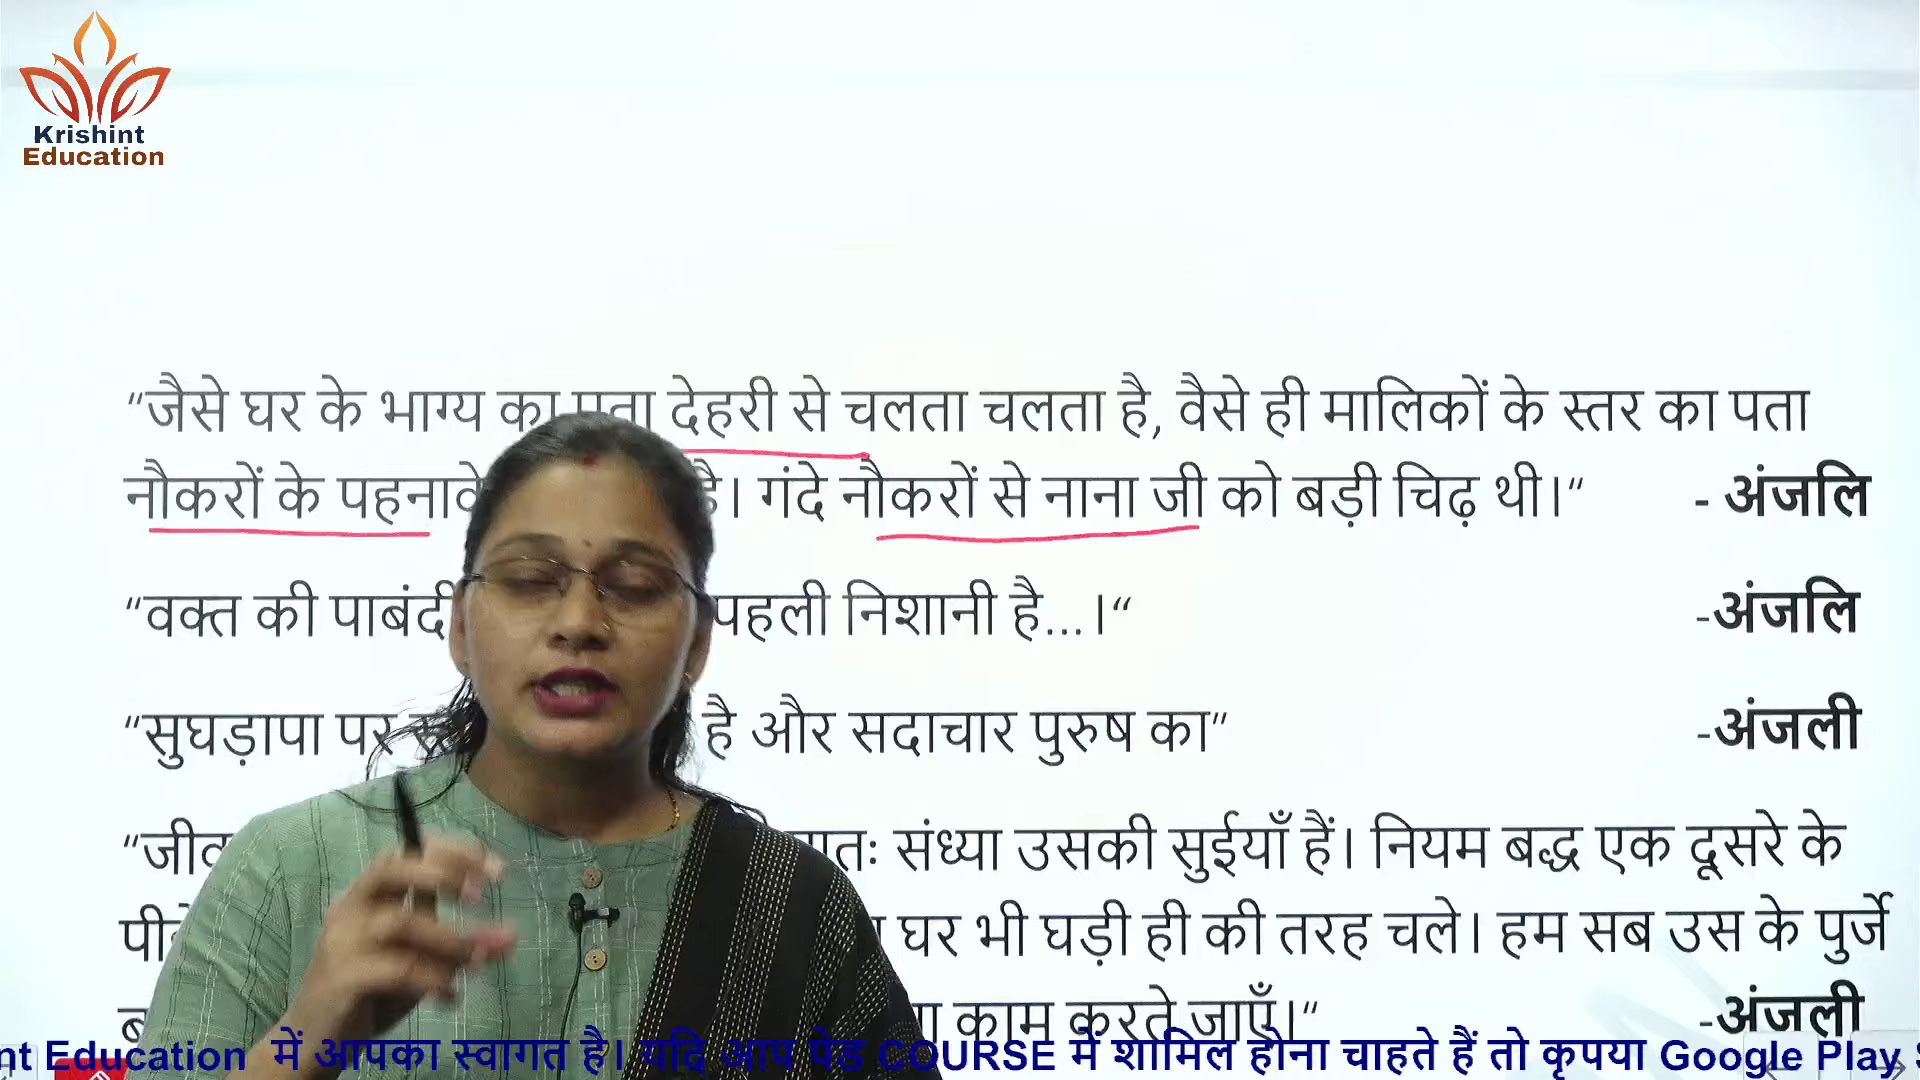 Krishint
Education
“जैसे घर के भाग्य का पता देहरी से चलता चलता है, वैसे ही मालिकों के स्तर का पता
नौकरों के पहनावे है। गंदे नौकरों से नाना जी को बड़ी चिढ़ थी।“ - अंजलि
“वक्त की पाबंदी पहली निशानी है...।“ -अंजलि
“सुघड़ापा पर है और सदाचार पुरुष का” -अंजली
संध्या उसकी सुईयाँ हैं। नियम बद्ध एक दूसरे के
घर भी घड़ी ही की तरह चले। हम सब उस के पुर्जे
काम करते जाएँ।“ -अंजली
Education में आपका स्वागत है। यदि आप पेड COURSE में शामिल होना चाहते हैं तो कृपया Google Play